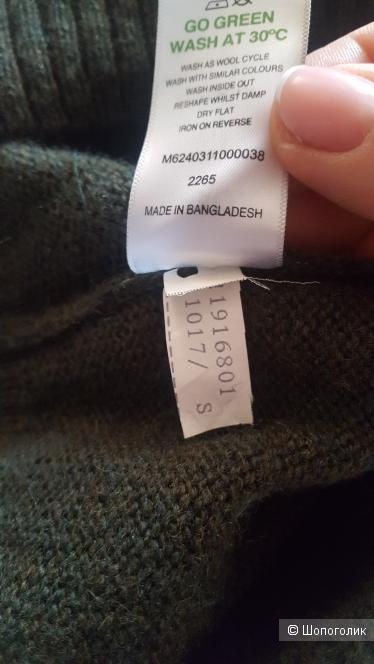 GO GREEN
WASH AT 30ºC
WASH AS WOOL CYCLE
WASH WITH SIMILAR COLOURS
WASH INSIDE OUT
RESHAPE WHILST DAMP
DRY FLAT
IRON ON REVERSE
M6240311000038
2265
MADE IN BANGLADESH
1916801
1017/ S
© Шопоголик